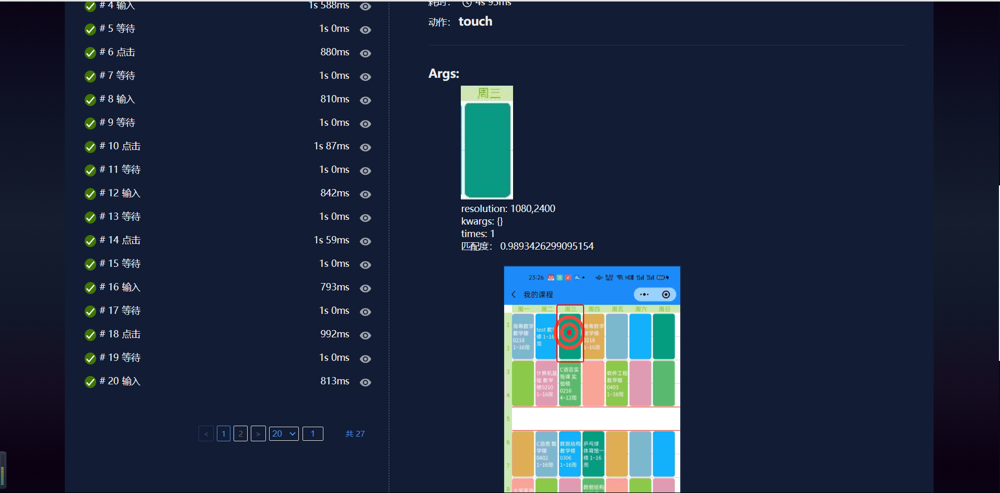 # 4 输入 1s 588ms
# 5 等待 1s 0ms
# 6 点击 880ms
# 7 等待 1s 0ms
# 8 输入 810ms
# 9 等待 1s 0ms
# 10 点击 1s 87ms
# 11 等待 1s 0ms
# 12 输入 842ms
# 13 等待 1s 0ms
# 14 点击 1s 59ms
# 15 等待 1s 0ms
# 16 输入 793ms
# 17 等待 1s 0ms
# 18 点击 992ms
# 19 等待 1s 0ms
# 20 输入 813ms
< 1 2 > 20 1 共 27
耗时： 4s 95ms
动作： touch
Args:
周三
resolution: 1080,2400
kwargs: {}
times: 1
匹配度： 0.9893426299095154
23:26
我的课程
周一 周二 周三 周四 周五 周六 周日
1
2
3
4
5
6
7
8
高等数学
教学楼
0218
1~16周
test 教学
楼 1~16
周
高等数学
教学楼
0218
1~16周
计算机基
础 教学
楼0210
1~16周
C语言实
验课 实
验楼
0216
4~12周
软件工程
教学楼
0403
1~16周
C语言 教
学楼
0402
1~16周
数据结构
教学楼
0306
1~16周
乒乓球
体育馆一
楼 1~16
周
大学英语
数据结构